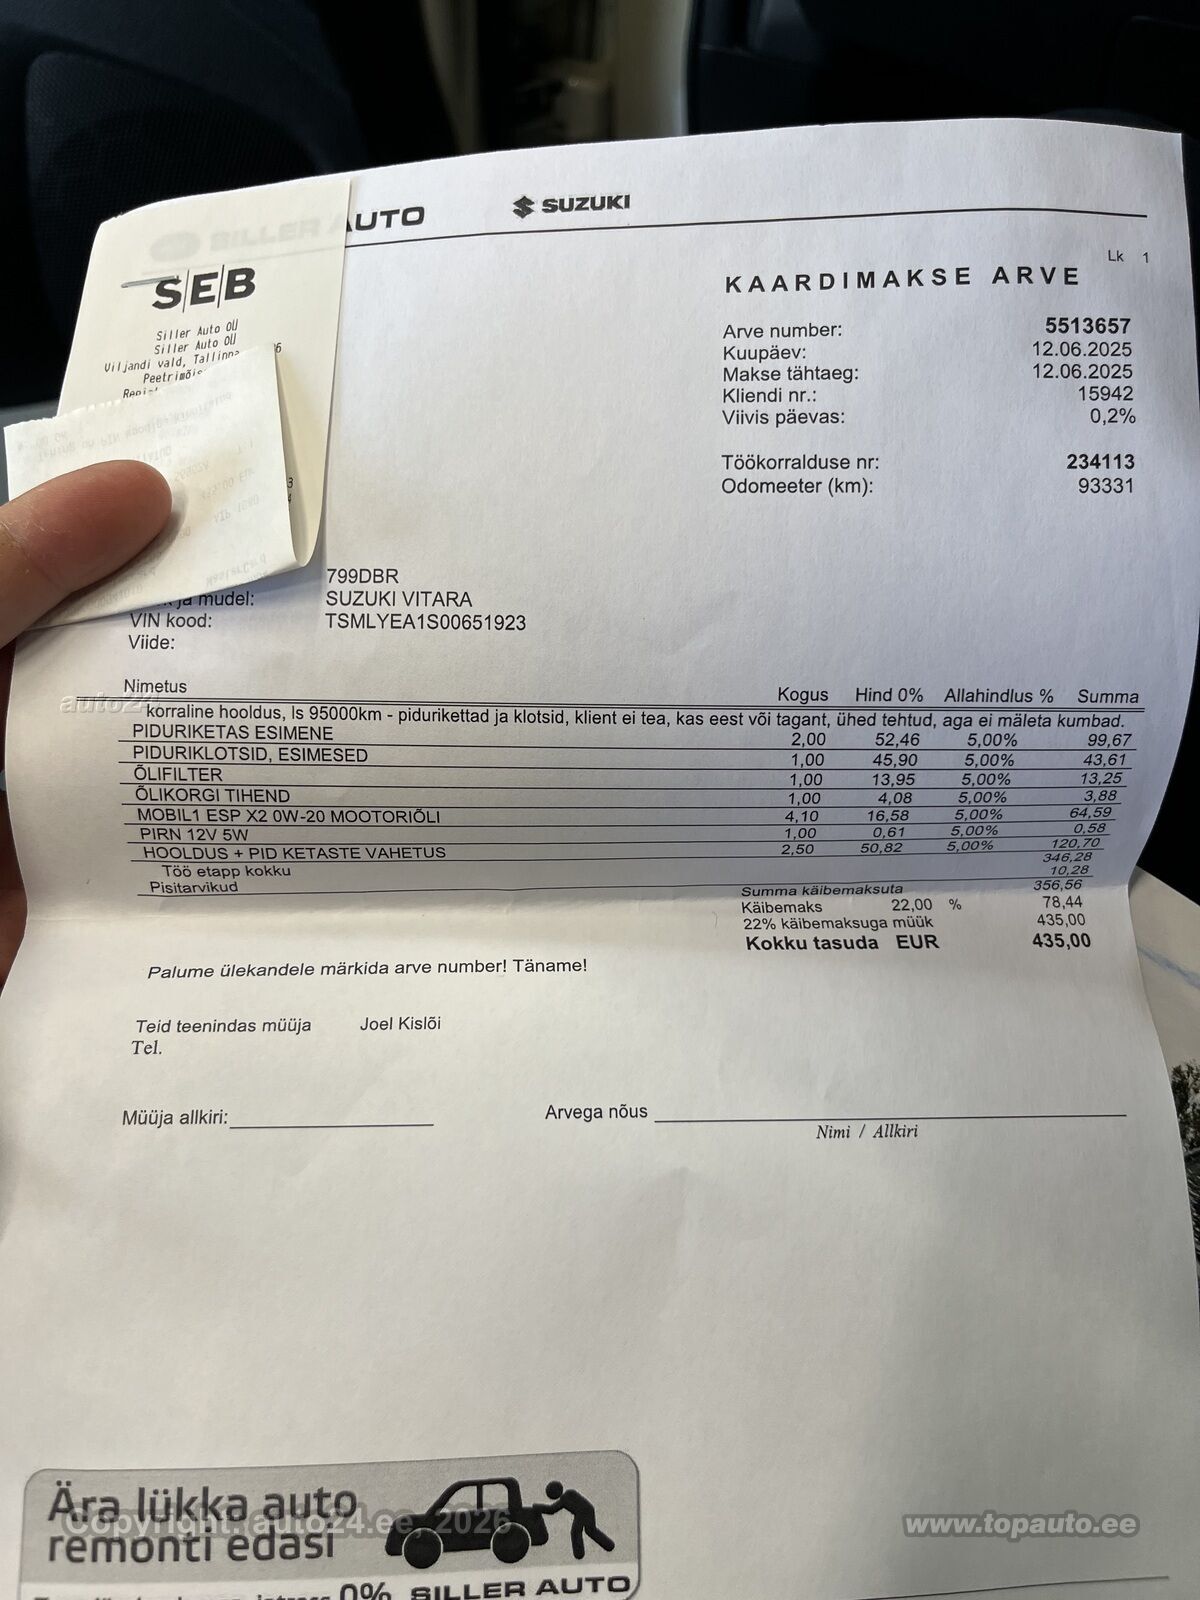 SILLER AUTO
SUZUKI
Lk 1
KAARDIMAKSE ARVE
SEB
Siller Auto OÜ
Siller Auto OÜ
Viljandi vald,
Arve number: 5513657
Kuupäev: 12.06.2025
Makse tähtaeg: 12.06.2025
Kliendi nr.: 15942
Viivis päevas: 0,2%
Töökorralduse nr: 234113
Odomeeter (km): 93331
799DBR
ja mudel: SUZUKI VITARA
VIN kood: TSMLYEA1S00651923
Viide:
auto24
Nimetus Kogus Hind 0% Allahindlus % Summa
korraline hooldus, ls 95000km - pidurikettad ja klotsid, klient ei tea, kas eest või tagant, ühed tehtud, aga ei mäleta kumbad.
PIDURIKETAS ESIMENE 2,00 52,46 5,00% 99,67
PIDURIKLOTSID, ESIMESED 1,00 45,90 5,00% 43,61
ÕLIFILTER 1,00 13,95 5,00% 13,25
ÕLIKORGI TIHEND 1,00 4,08 5,00% 3,88
MOBIL1 ESP X2 0W-20 MOOTORIÕLI 4,10 16,58 5,00% 64,59
PIRN 12V 5W 1,00 0,61 5,00% 0,58
HOOLDUS + PID KETASTE VAHETUS 2,50 50,82 5,00% 120,70
Töö etapp kokku 346,28
Pisitarvikud 10,28
Summa käibemaksuta 356,56
Käibemaks 22,00 % 78,44
22% käibemaksuga müük 435,00
Kokku tasuda EUR 435,00
Palume ülekandele märkida arve number! Täname!
Teid teenindas müüja Joel Kislõi
Tel.
Müüja allkiri:
Arvega nõus
Nimi / Allkiri
Ära lükka auto
remonti edasi
Copyright: auto24.ee, 2026
www.topauto.ee
0% SILLER AUTO